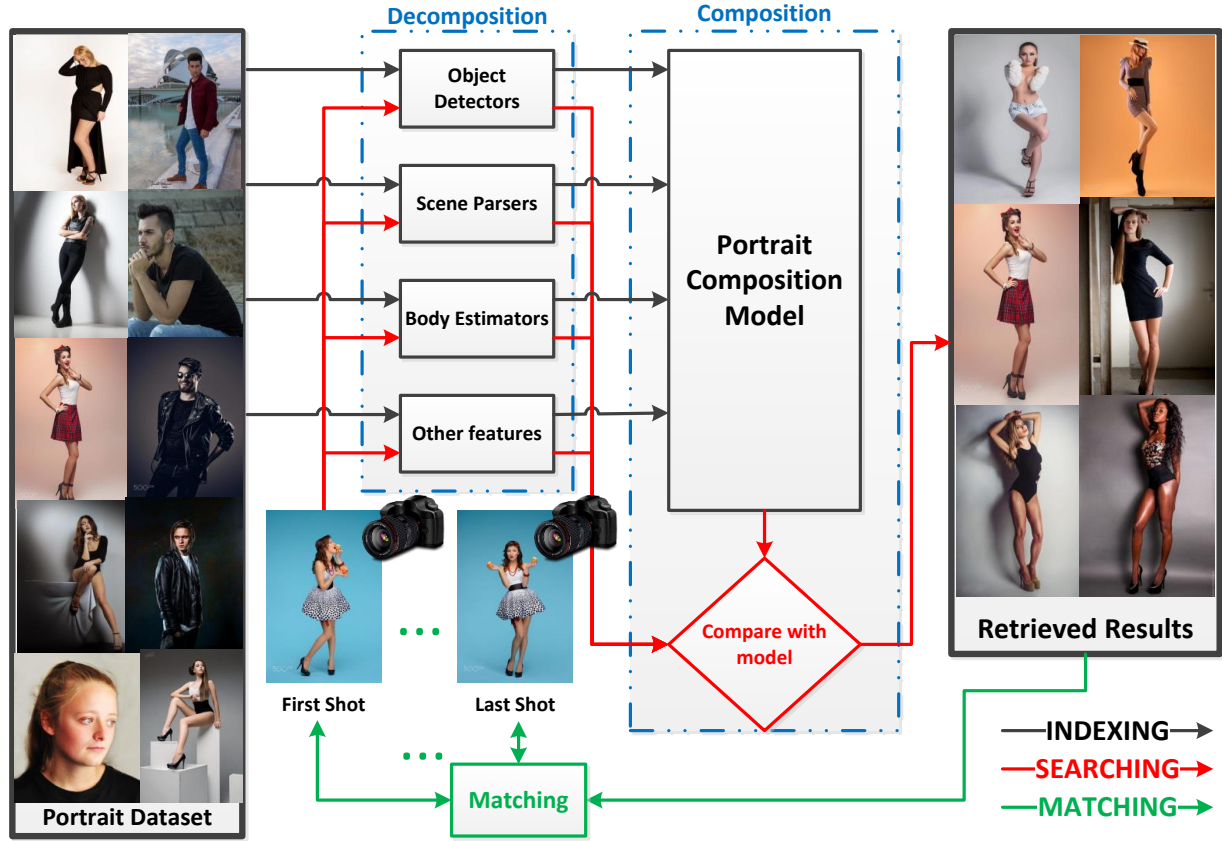 Decomposition
Composition
Object
Detectors
Scene Parsers
Body Estimators
Other features
Portrait
Composition
Model
Compare with
model
First Shot
Last Shot
Matching
Portrait Dataset
Retrieved Results
INDEXING
SEARCHING
MATCHING